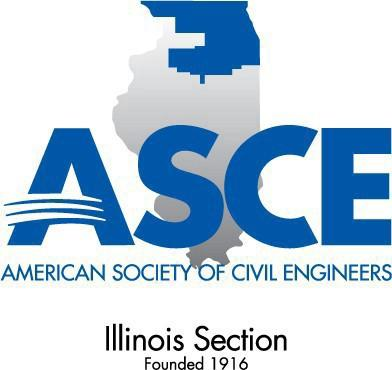 ASCE
AMERICAN SOCIETY OF CIVIL ENGINEERS
Illinois Section
Founded 1916